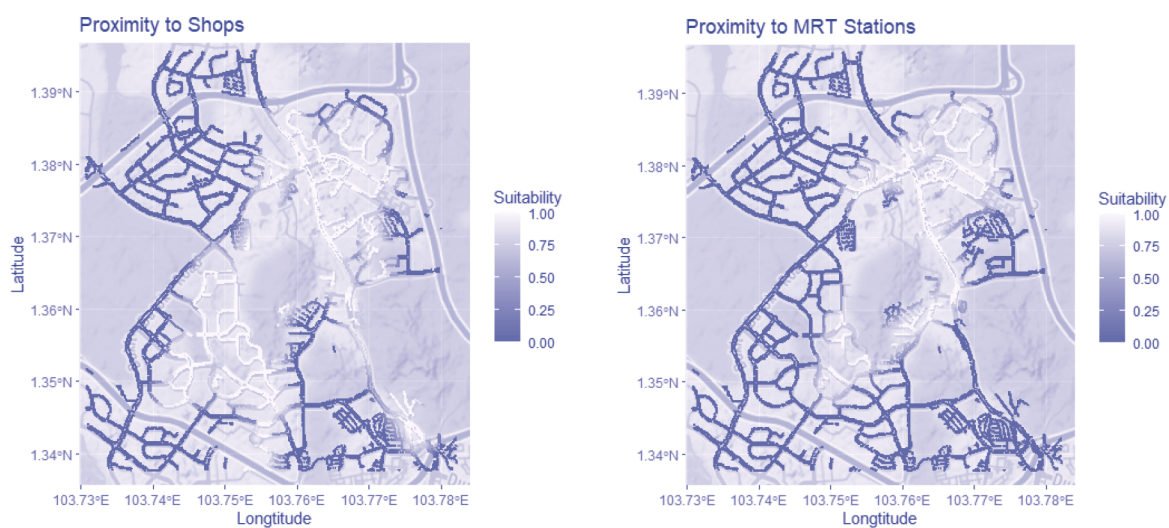 Proximity to Shops
1.39°N
1.38°N
1.37°N
1.36°N
1.35°N
1.34°N
Latitude
103.73°E 103.74°E 103.75°E 103.76°E 103.77°E 103.78°E
Longtitude
Suitability
1.00
0.75
0.50
0.25
0.00
Proximity to MRT Stations
1.39°N
1.38°N
1.37°N
1.36°N
1.35°N
1.34°N
Latitude
103.73°E 103.74°E 103.75°E 103.76°E 103.77°E 103.78°E
Longtitude
Suitability
1.00
0.75
0.50
0.25
0.00